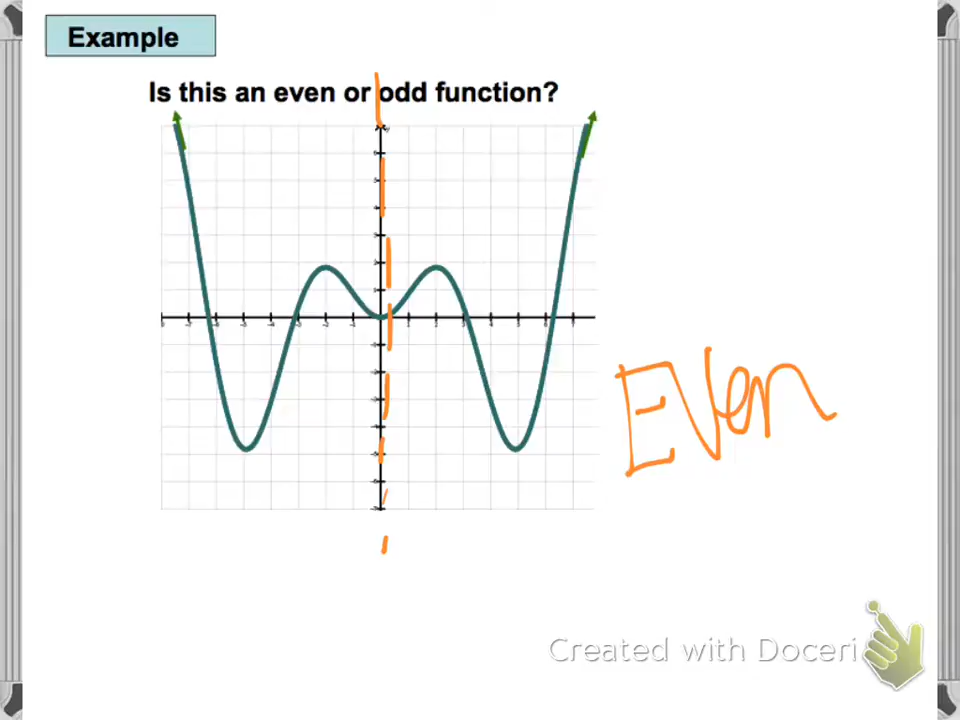 Example
Is this an even or odd function?
Even
Created with Doceri